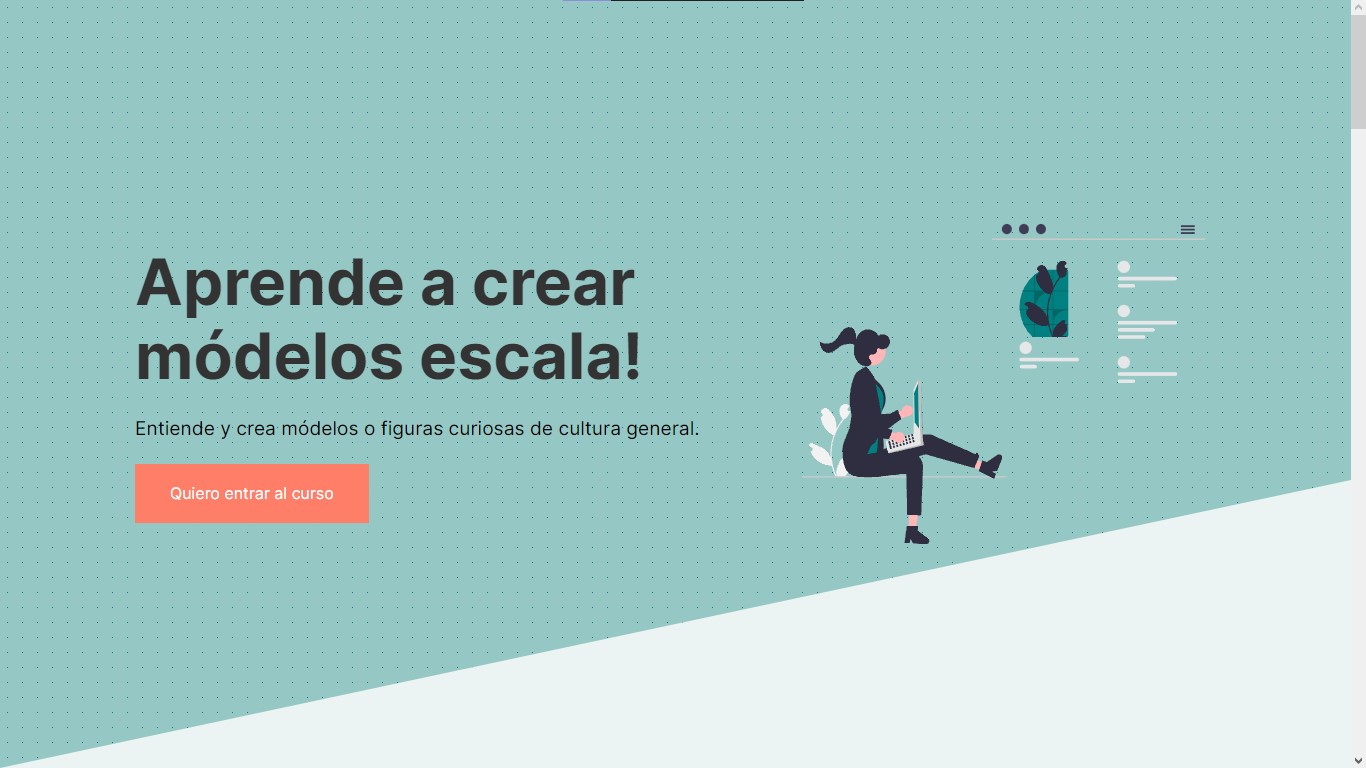 Aprende a crear
módelos escala!
Entiende y crea módelos o figuras curiosas de cultura general.
Quiero entrar al curso